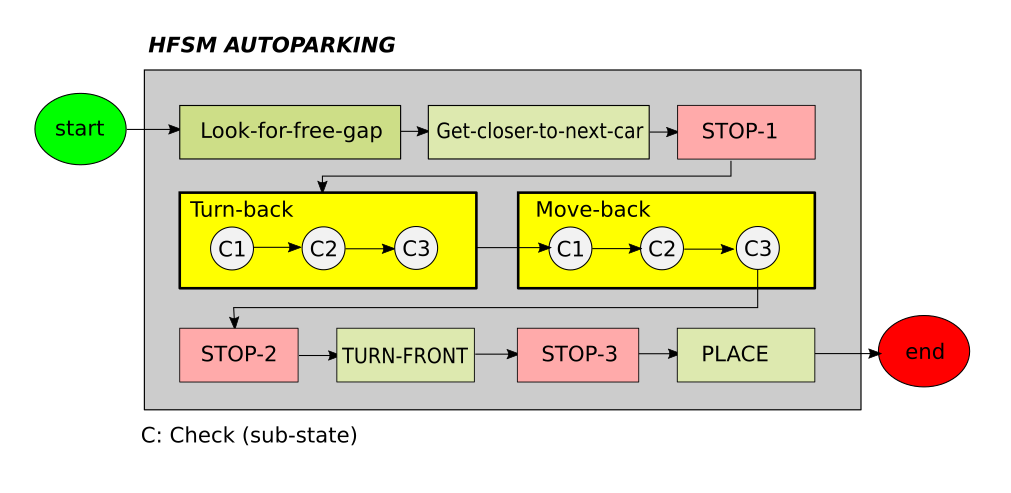 HFSM AUTOPARKING
start
Look-for-free-gap
Get-closer-to-next-car
STOP-1
Turn-back
C1
C2
C3
Move-back
C1
C2
C3
STOP-2
TURN-FRONT
STOP-3
PLACE
end
C: Check (sub-state)